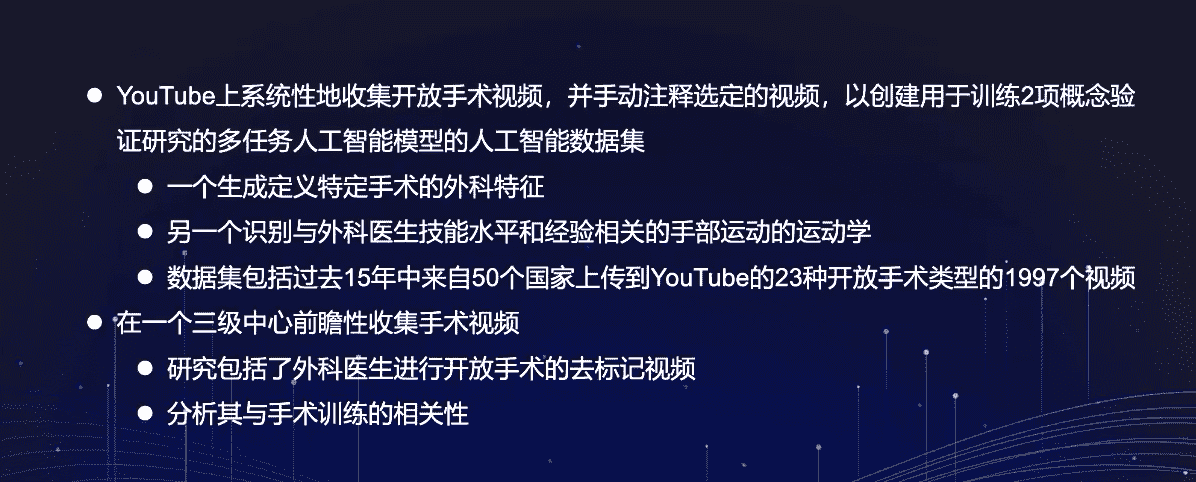 ● YouTube上系统性地收集开放手术视频，并手动注释选定的视频，以创建用于训练2项概念验
证研究的多任务人工智能模型的人工智能数据集
● 一个生成定义特定手术的外科特征
● 另一个识别与外科医生技能水平和经验相关的手部运动的运动学
● 数据集包括过去15年中来自50个国家上传到YouTube的23种开放手术类型的1997个视频
● 在一个三级中心前瞻性收集手术视频
● 研究包括了外科医生进行开放手术的去标记视频
● 分析其与手术训练的相关性